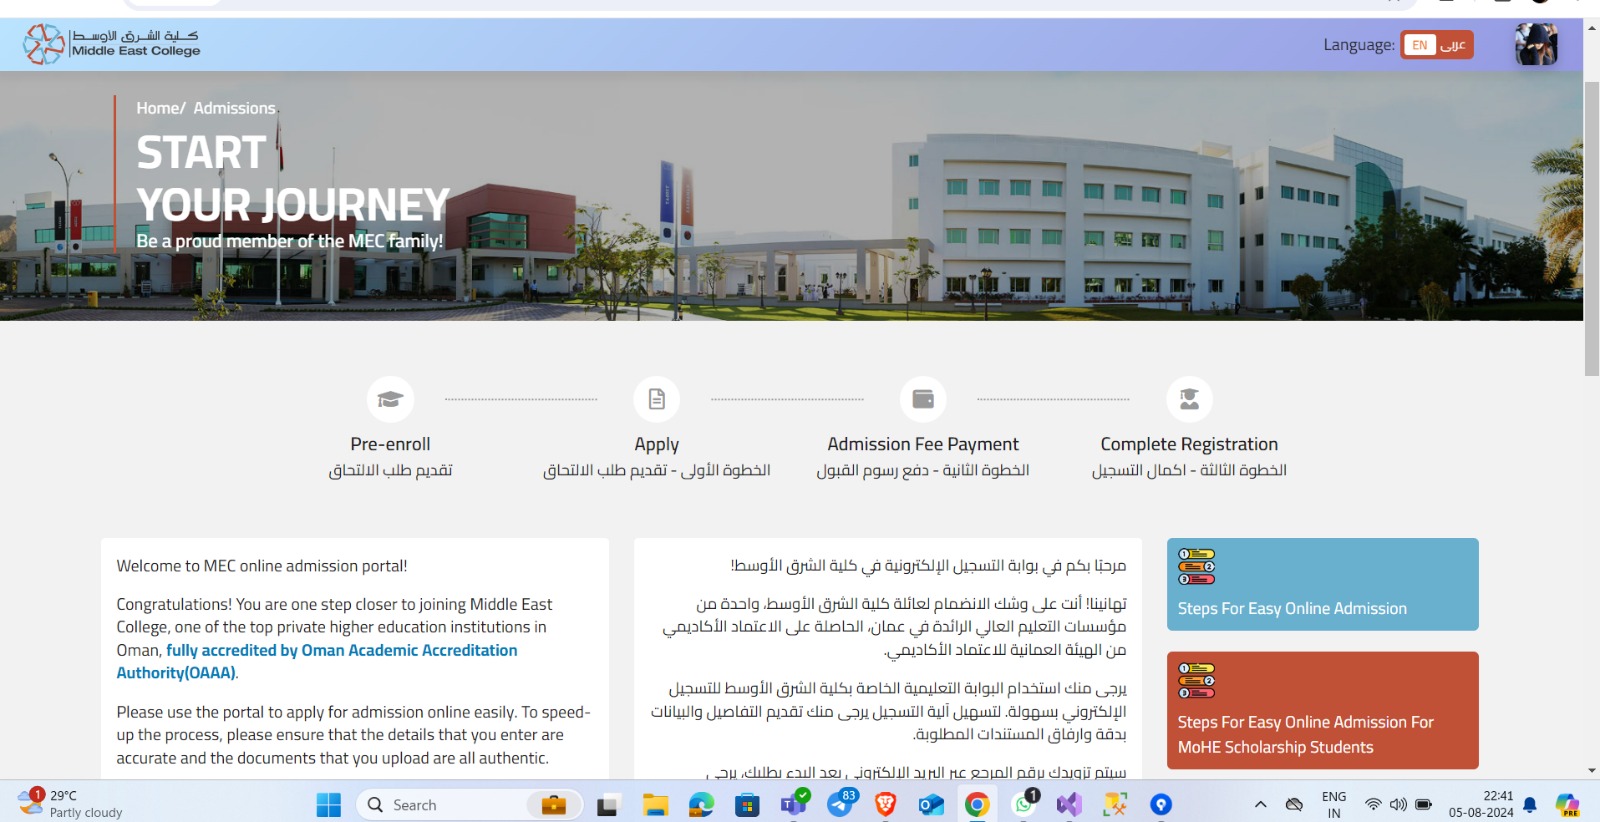 كلية الشرق الأوسط
Middle East College
Language:
EN
عربى
Home/ Admissions
START
YOUR JOURNEY
Be a proud member of the MEC family!
Pre-enroll
تقديم طلب الالتحاق
Apply
الخطوة الأولى - تقديم طلب الالتحاق
Admission Fee Payment
الخطوة الثانية - دفع رسوم القبول
Complete Registration
الخطوة الثالثة - اكمال التسجيل
Welcome to MEC online admission portal!
Congratulations! You are one step closer to joining Middle East
College, one of the top private higher education institutions in
Oman, fully accredited by Oman Academic Accreditation
Authority(OAAA).
Please use the portal to apply for admission online easily. To speed-
up the process, please ensure that the details that you enter are
accurate and the documents that you upload are all authentic.
مرحبًا بكم في بوابة التسجيل الإلكترونية في كلية الشرق الأوسط!
تهانينا! أنت على وشك الانضمام لعائلة كلية الشرق الأوسط، واحدة من
مؤسسات التعليم العالي الرائدة في عمان، الحاصلة على الاعتماد الأكاديمي
من الهيئة العمانية للاعتماد الأكاديمي.
يرجى منك استخدام البوابة التعليمية الخاصة بكلية الشرق الأوسط للتسجيل
الإلكتروني بسهولة. لتسهيل آلية التسجيل يرجى منك تقديم التفاصيل والبيانات
بدقة وارفاق المستندات المطلوبة.
سيتم تزويدك برقم المرجع عبر البريد الإلكتروني بعد البدء بطلبك، يرجى
Steps For Easy Online Admission
Steps For Easy Online Admission For
MoHE Scholarship Students
1
29°C
Partly cloudy
Search
83
1
ENG
IN
22:41
05-08-2024
PRE